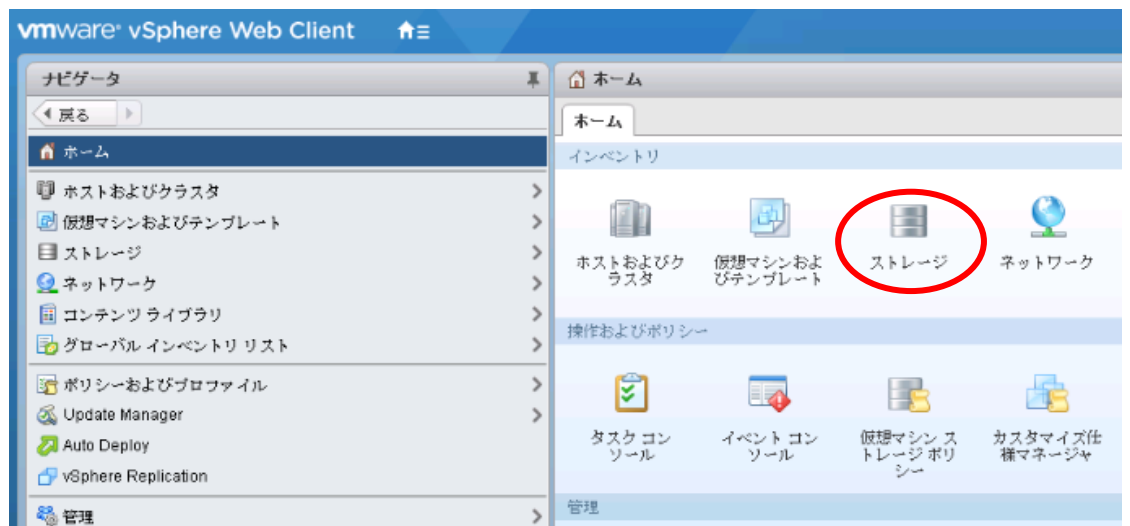 vmware® vSphere Web Client
ナビゲータ
戻る
ホーム
ホストおよびクラスタ
仮想マシンおよびテンプレート
ストレージ
ネットワーク
コンテンツ ライブラリ
グローバル インベントリ リスト
ポリシーおよびプロファイル
Update Manager
Auto Deploy
vSphere Replication
管理
ホーム
ホーム
インベントリ
ホストおよびク
ラスタ
仮想マシンおよ
びテンプレート
ストレージ
ネットワーク
操作およびポリシー
タスク コン
ソール
イベント コン
ソール
仮想マシン ス
トレージ ポリ
シー
カスタマイズ仕
様マネージャ
管理